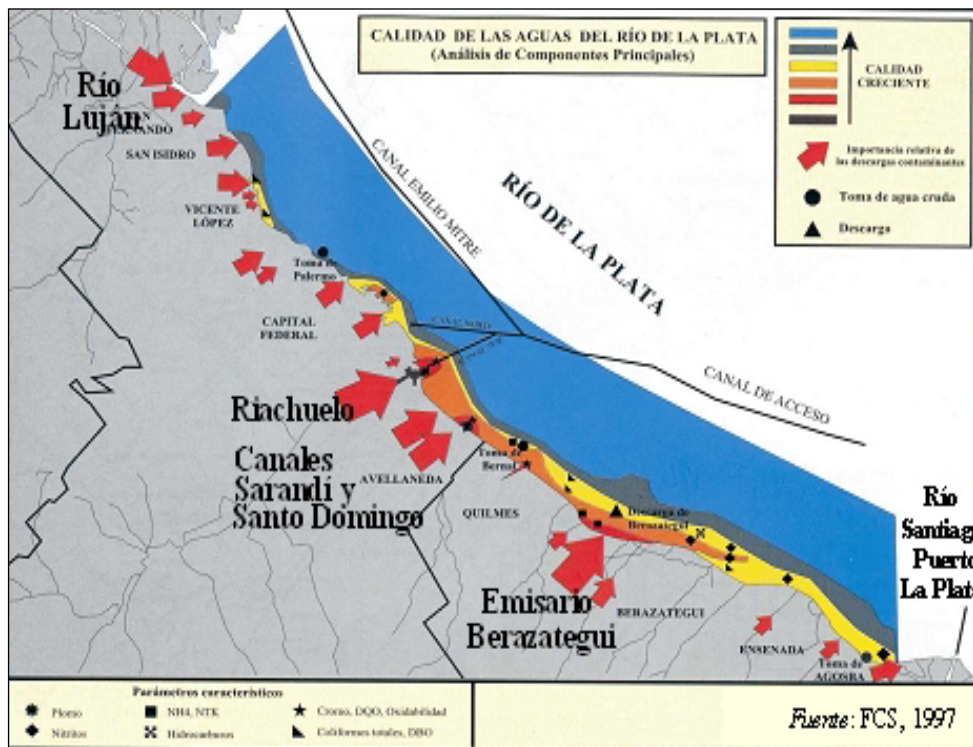 CALIDAD DE LAS AGUAS DEL RÍO DE LA PLATA
(Análisis de Componentes Principales)
CALIDAD
CRECIENTE
Importancia relativa de
las descargas contaminantes
Toma de agua cruda
Descarga
Río
Luján
SAN ISIDRO
VICENTE
LÓPEZ
CANAL EMILIO MITRE
RÍO DE LA PLATA
Toma de
Palermo
CAPITAL
FEDERAL
CANAL NORTE
CANAL DE ACCESO
Riachuelo
Canales
Sarandí y
Santo Domingo
AVELLANEDA
Toma de
Bernal
QUILMES
Descarga de
Berazategui
Emisario
Berazategui
BERAZATEGUI
ENSENADA
Toma de
Río
Santiago
Puerto
La Plata
Parámetros característicos
Plomo
NH4, NTK
Cromo, DQO, Oxidabilidad
Nitritos
Hidrocarburos
Coliformes totales, DBO
Fuente: FCS, 1997